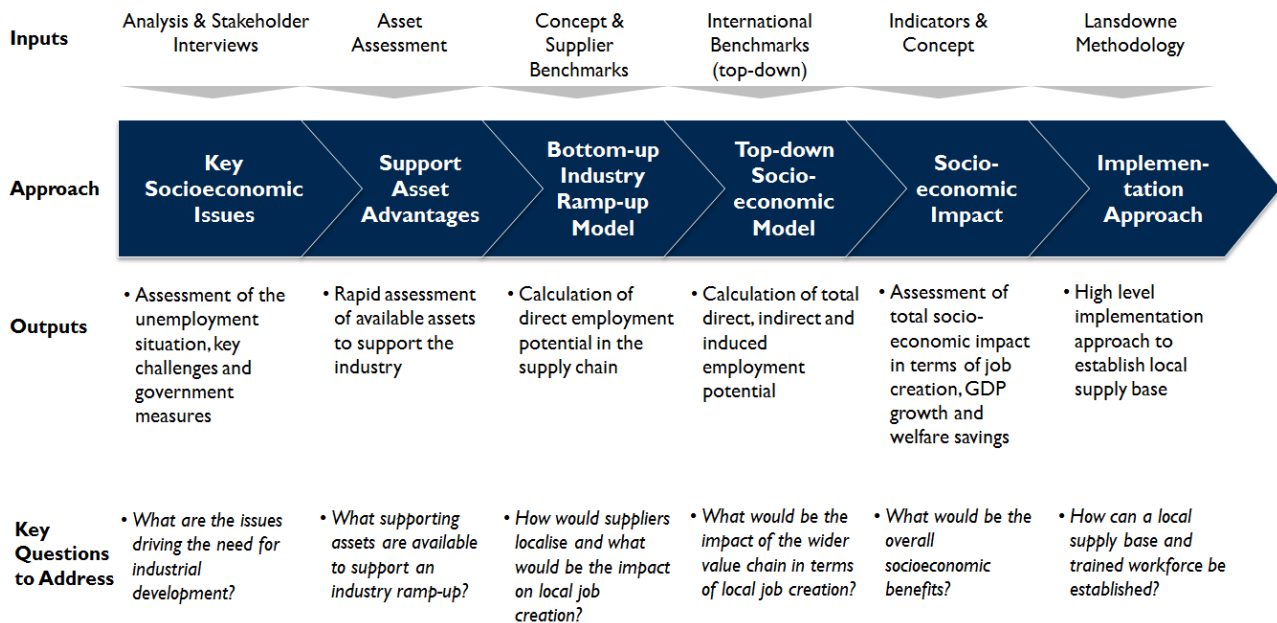 Inputs
Analysis & Stakeholder
Interviews
Asset
Assessment
Concept &
Supplier
Benchmarks
International
Benchmarks
(top-down)
Indicators &
Concept
Lansdowne
Methodology
Approach
Key
Socioeconomic
Issues
Support
Asset
Advantages
Bottom-up
Industry
Ramp-up
Model
Top-down
Socio-
economic
Model
Socio-
economic
Impact
Implemen-
tation
Approach
Outputs
• Assessment of the
unemployment
situation, key
challenges and
government
measures
• Rapid assessment
of available assets
to support the
industry
• Calculation of
direct employment
potential in the
supply chain
• Calculation of total
direct, indirect and
induced
employment
potential
• Assessment of
total socio-
economic impact
in terms of job
creation, GDP
growth and
welfare savings
• High level
implementation
approach to
establish local
supply base
Key
Questions
to Address
• What are the issues
driving the need for
industrial
development?
• What supporting
assets are available
to support an
industry ramp-up?
• How would suppliers
localise and what
would be the impact
on local job
creation?
• What would be the
impact of the wider
value chain in terms
of local job creation?
• What would be the
overall
socioeconomic
benefits?
• How can a local
supply base and
trained workforce be
established?